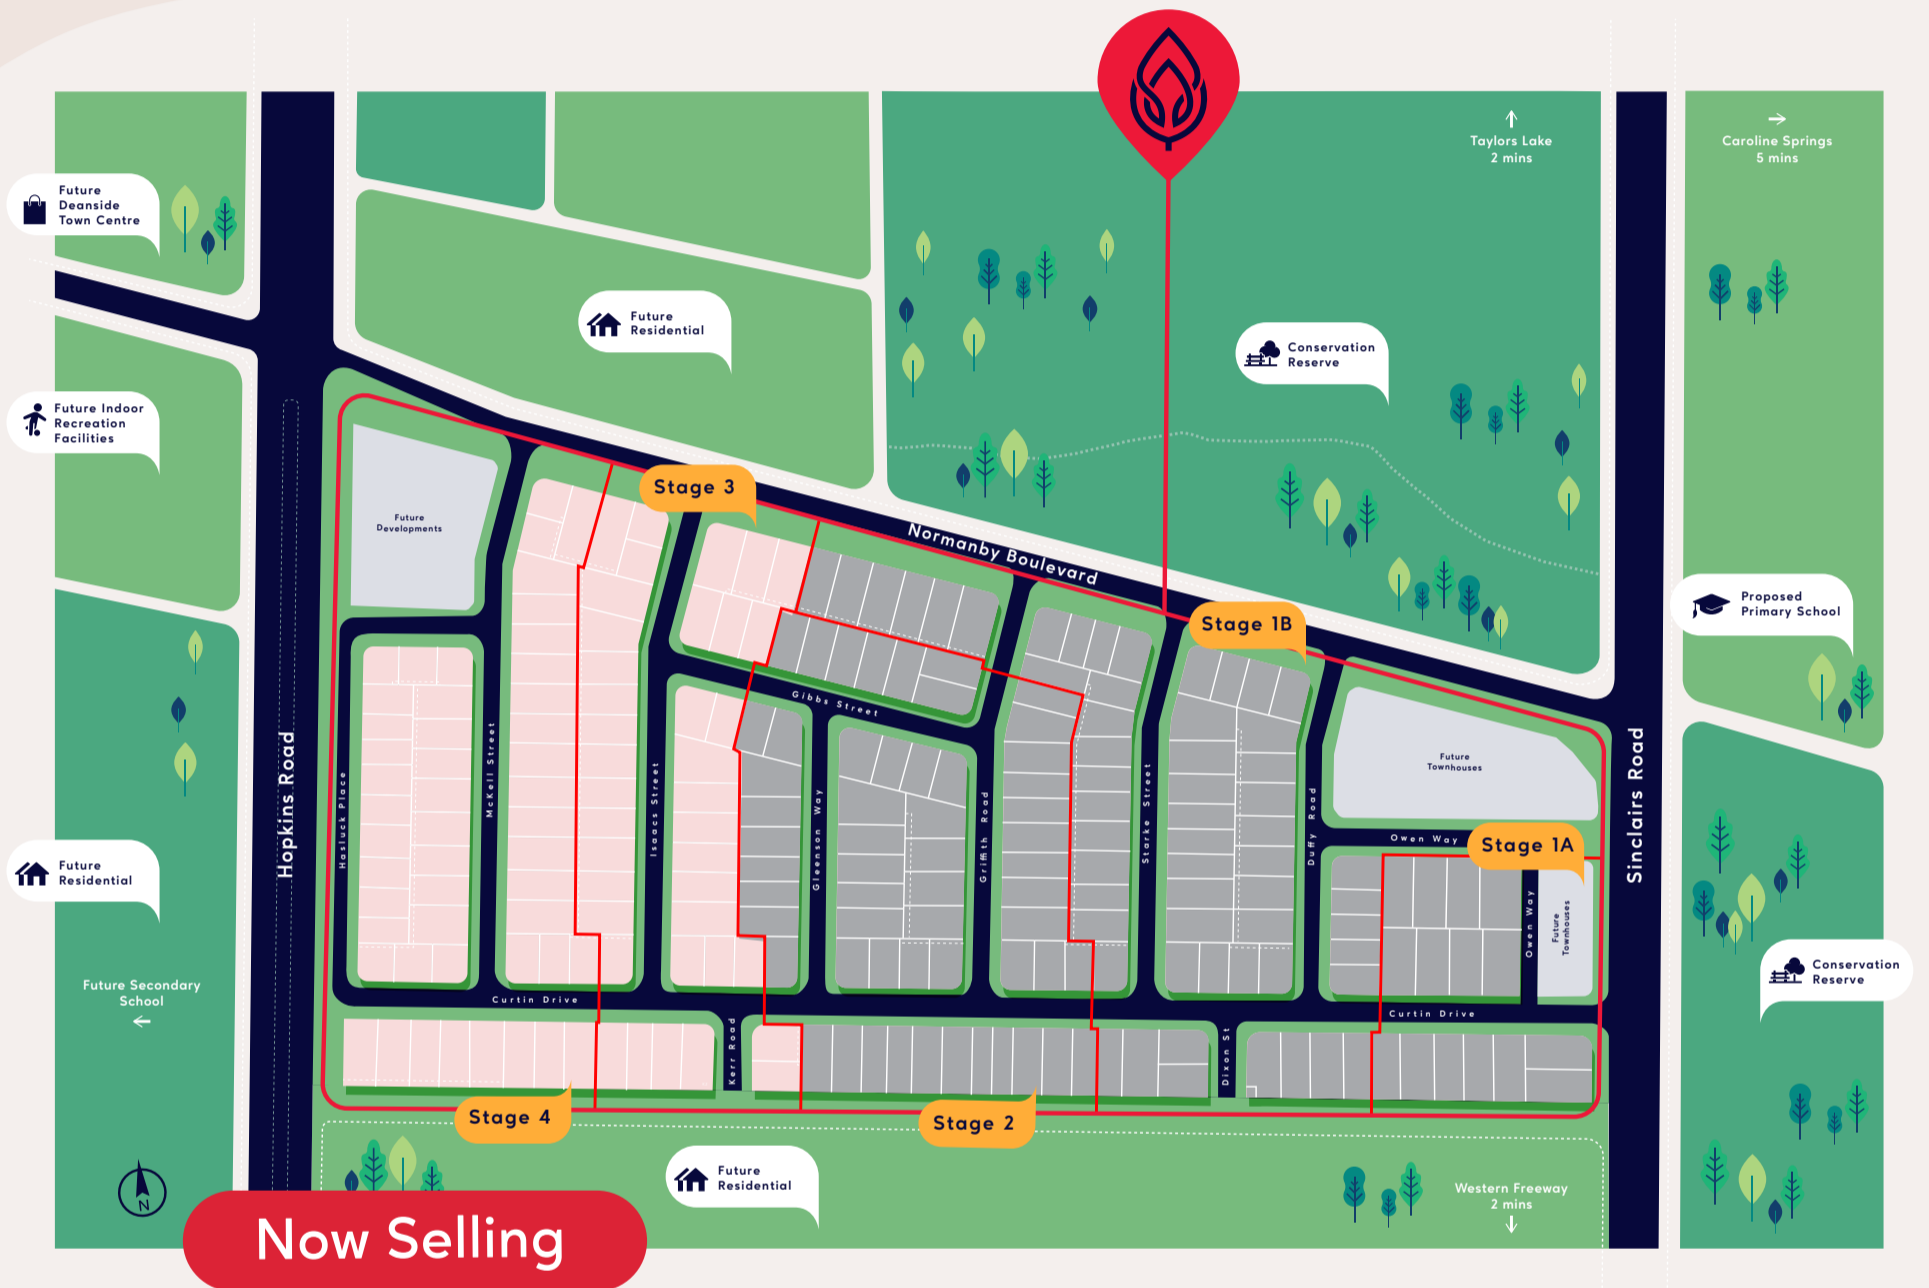 Taylors Lake
2 mins
Caroline Springs
5 mins
Future
Deanside
Town Centre
Future
Residential
Conservation
Reserve
Future Indoor
Recreation
Facilities
Stage 3
Future
Developments
Normanby Boulevard
Stage 1B
Proposed
Primary School
Gibbs Street
Hopkins Road
Hasluck Place
McKell Street
Isaacs Street
Glenson Way
Griffith Road
Starke Street
Duffy Road
Future
Townhouses
Sinclairs Road
Owen Way
Stage 1A
Future
Residential
Owen Way
Future
Townhouses
Conservation
Reserve
Future Secondary
School
Curtin Drive
Curtin Drive
Kerr Road
Dixon St
Stage 4
Stage 2
Future
Residential
Western Freeway
2 mins
N
Now Selling